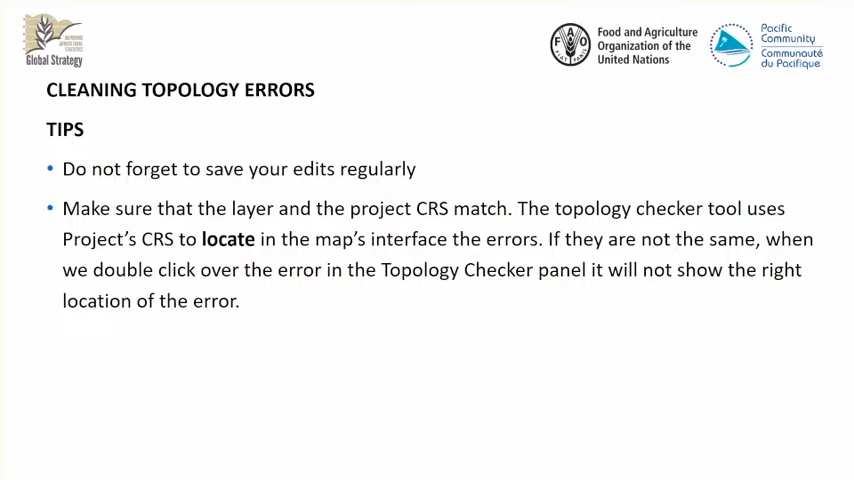 Global Strategy
Food and Agriculture
Organization of the
United Nations
Pacific
Community
Communauté
du Pacifique
CLEANING TOPOLOGY ERRORS
TIPS
• Do not forget to save your edits regularly
• Make sure that the layer and the project CRS match. The topology checker tool uses
Project’s CRS to locate in the map’s interface the errors. If they are not the same, when
we double click over the error in the Topology Checker panel it will not show the right
location of the error.